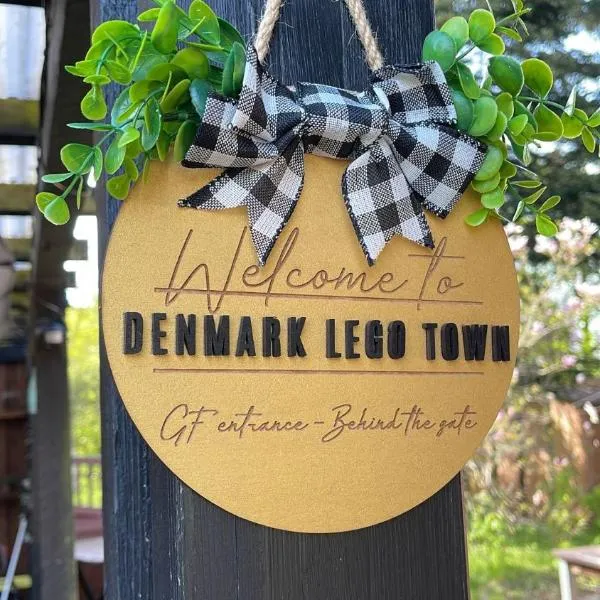 Welcome to
DENMARK LEGO TOWN
GF entrance - Behind the gate